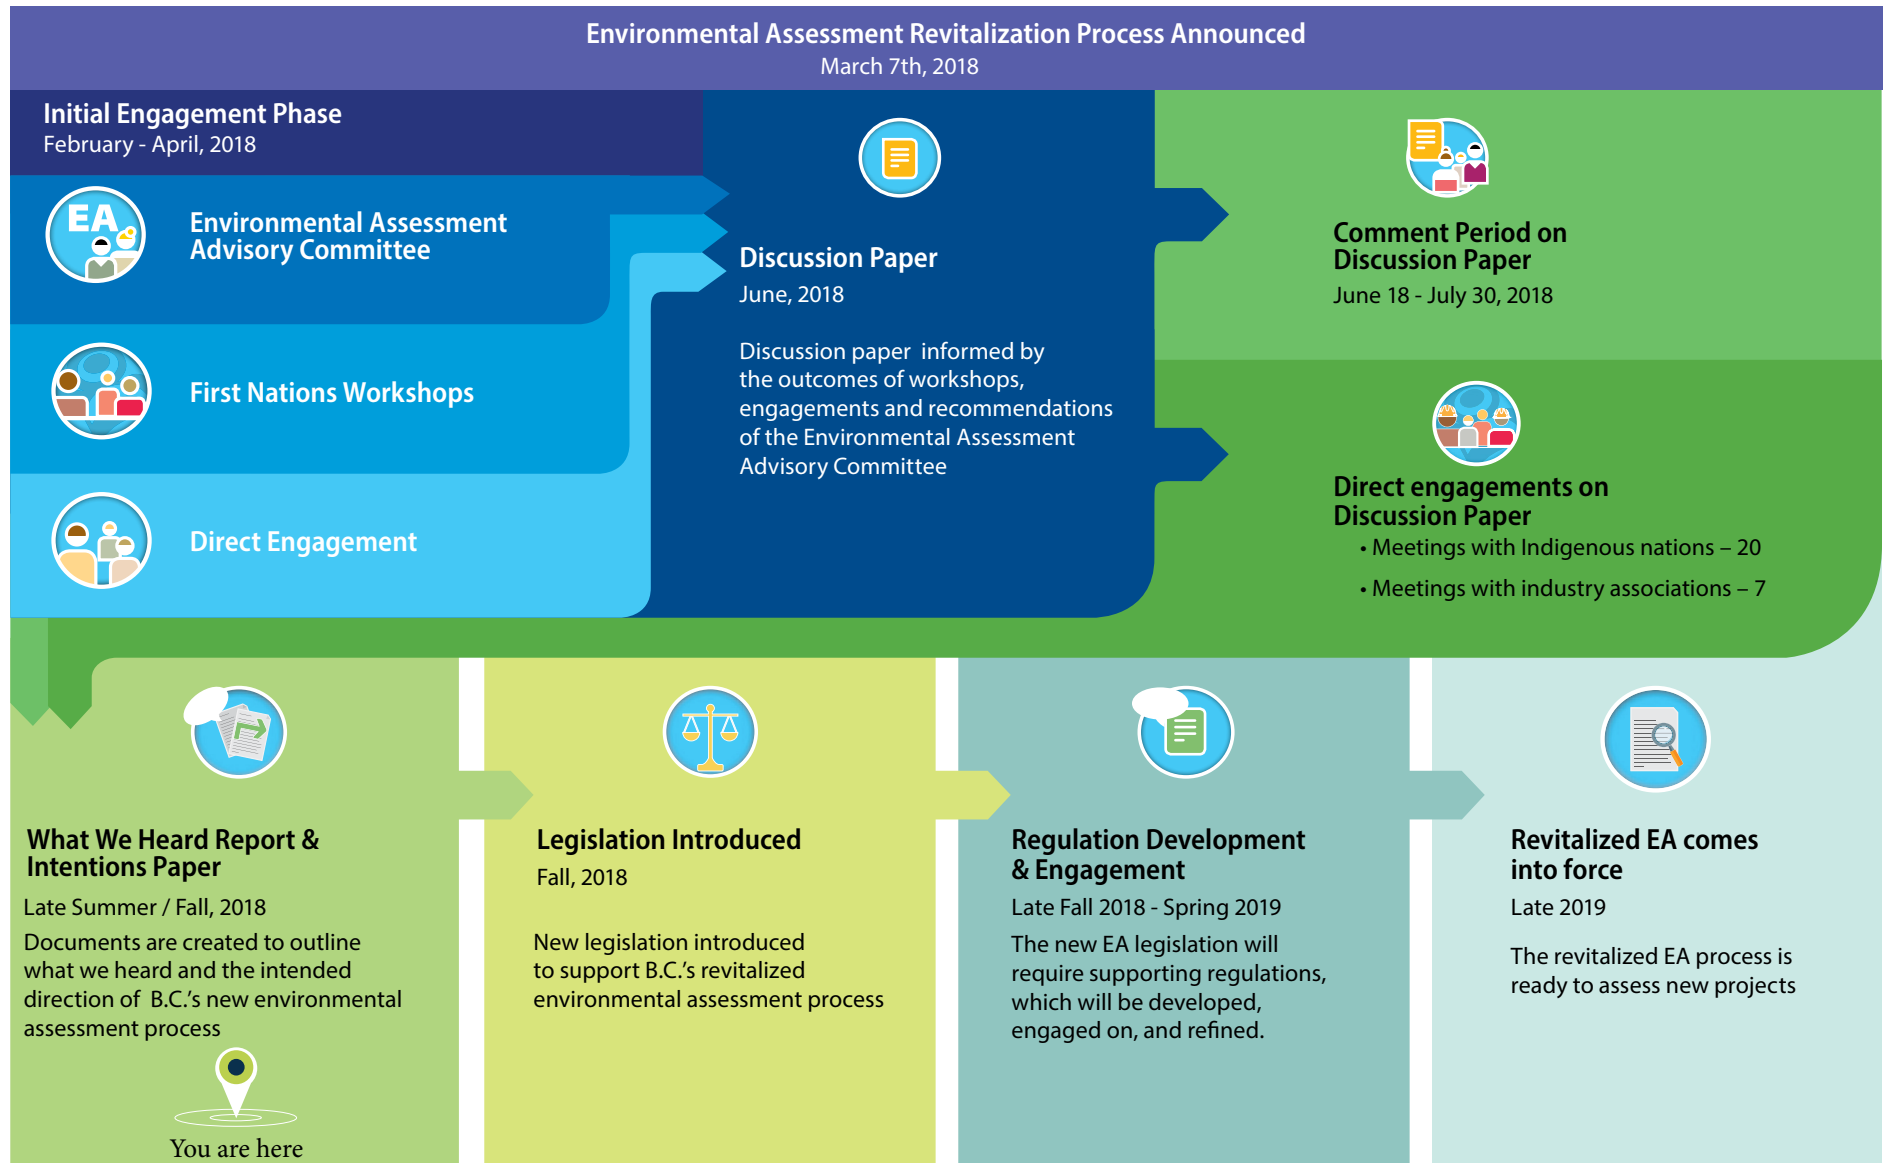 Environmental Assessment Revitalization Process Announced
March 7th, 2018
Initial Engagement Phase
February - April, 2018
EA
Environmental Assessment
Advisory Committee
First Nations Workshops
Direct Engagement
Discussion Paper
June, 2018
Discussion paper informed by
the outcomes of workshops,
engagements and recommendations
of the Environmental Assessment
Advisory Committee
Comment Period on
Discussion Paper
June 18 - July 30, 2018
Direct engagements on
Discussion Paper
• Meetings with Indigenous nations – 20
• Meetings with industry associations – 7
What We Heard Report &
Intentions Paper
Late Summer / Fall, 2018
Documents are created to outline
what we heard and the intended
direction of B.C.'s new environmental
assessment process
You are here
Legislation Introduced
Fall, 2018
New legislation introduced
to support B.C.'s revitalized
environmental assessment process
Regulation Development
& Engagement
Late Fall 2018 - Spring 2019
The new EA legislation will
require supporting regulations,
which will be developed,
engaged on, and refined.
Revitalized EA comes
into force
Late 2019
The revitalized EA process is
ready to assess new projects